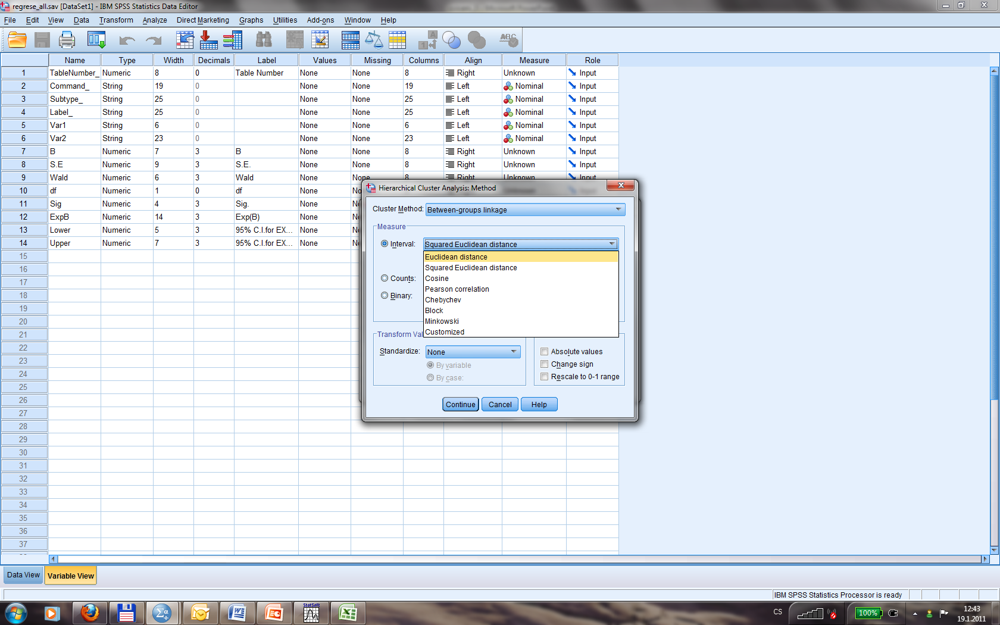 regrese_all.sav [DataSet1] - IBM SPSS Statistics Data Editor
File Edit View Data Transform Analyze Direct Marketing Graphs Utilities Add-ons Window Help
Name Type Width Decimals Label Values Missing Columns Align Measure Role
1 TableNumber_ Numeric 8 0 Table Number None None 8 Right Unknown Input
2 Command_ String 19 0 None None 19 Left Nominal Input
3 Subtype_ String 25 0 None None 25 Left Nominal Input
4 Label_ String 25 0 None None 25 Left Nominal Input
5 Var1 String 6 0 None None 6 Left Nominal Input
6 Var2 String 23 0 None None 23 Left Nominal Input
7 B Numeric 7 3 B None None 8 Right Unknown Input
8 S.E Numeric 9 3 S.E. None None 8 Right Unknown Input
9 Wald Numeric 6 3 Wald None None 8 Right Unknown Input
10 df Numeric 1 0 df None
11 Sig Numeric 4 3 Sig. None
12 ExpB Numeric 14 3 Exp(B) None
13 Lower Numeric 5 3 95% C.I.for EX... None
14 Upper Numeric 7 3 95% C.I.for EX... None
15
16
17
18
19
20
21
22
23
24
25
26
27
28
29
30
31
32
33
34
35
36
37
Hierarchical Cluster Analysis: Method
Cluster Method: Between-groups linkage
Measure
Interval: Squared Euclidean distance
Euclidean distance
Squared Euclidean distance
Cosine
Pearson correlation
Chebychev
Block
Minkowski
Customized
Counts:
Binary:
Transform Val
Standardize: None
By variable
By case:
Absolute values
Change sign
Rescale to 0-1 range
Continue Cancel Help
Data View Variable View
IBM SPSS Statistics Processor is ready
StatSoft
CS
100%
12:43
19.1.2011